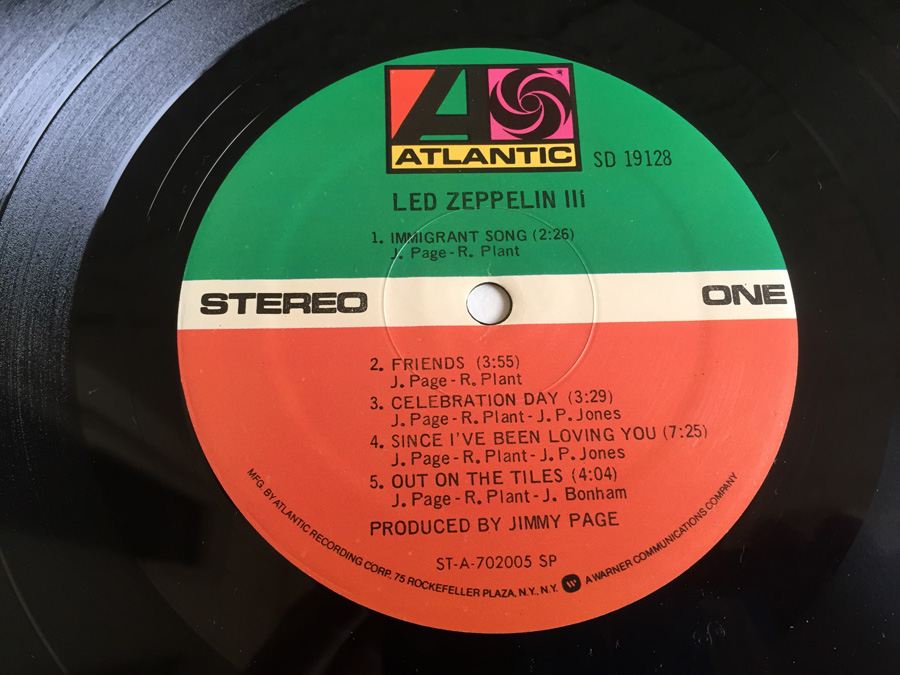 ATLANTIC
SD 19128
LED ZEPPELIN III
1. IMMIGRANT SONG (2:26)
J. Page-R. Plant
STEREO
ONE
2. FRIENDS (3:55)
J. Page-R. Plant
3. CELEBRATION DAY (3:29)
J. Page-R. Plant-J. P. Jones
4. SINCE I'VE BEEN LOVING YOU (7:25)
J. Page-R. Plant-J. P. Jones
5. OUT ON THE TILES (4:04)
J. Page-R. Plant-J. Bonham
PRODUCED BY JIMMY PAGE
ST-A-702005 SP
MFG. BY ATLANTIC RECORDING CORP. 75 ROCKEFELLER PLAZA, N.Y., N.Y. A WARNER COMMUNICATIONS COMPANY